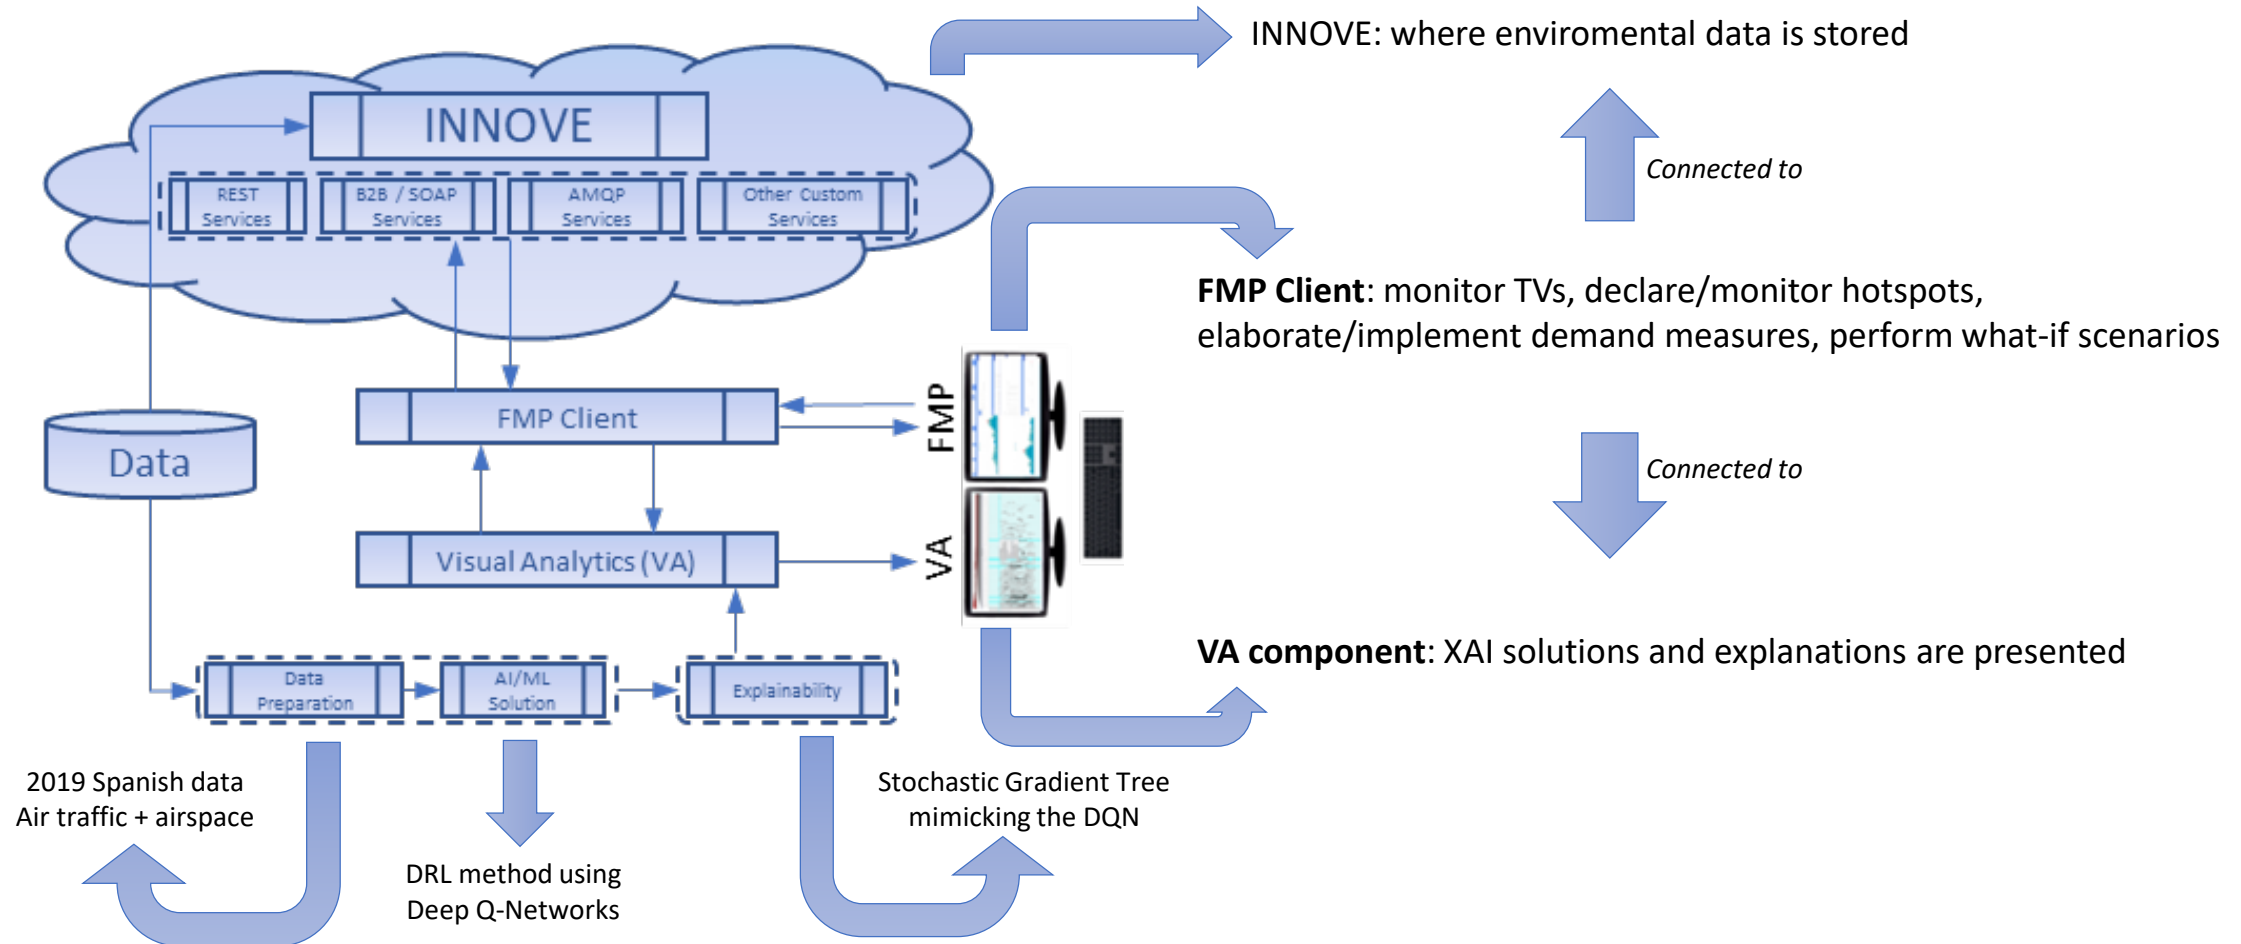 INNOVE: where enviromental data is stored
INNOVE
REST
Services
B2B / SOAP
Services
AMQP
Services
Other Custom
Services
Connected to
FMP Client: monitor TVs, declare/monitor hotspots,
elaborate/implement demand measures, perform what-if scenarios
FMP Client
FMP
Data
Connected to
Visual Analytics (VA)
VA
VA component: XAI solutions and explanations are presented
Data
Preparation
AI/ML
Solution
Explainability
2019 Spanish data
Air traffic + airspace
DRL method using
Deep Q-Networks
Stochastic Gradient Tree
mimicking the DQN